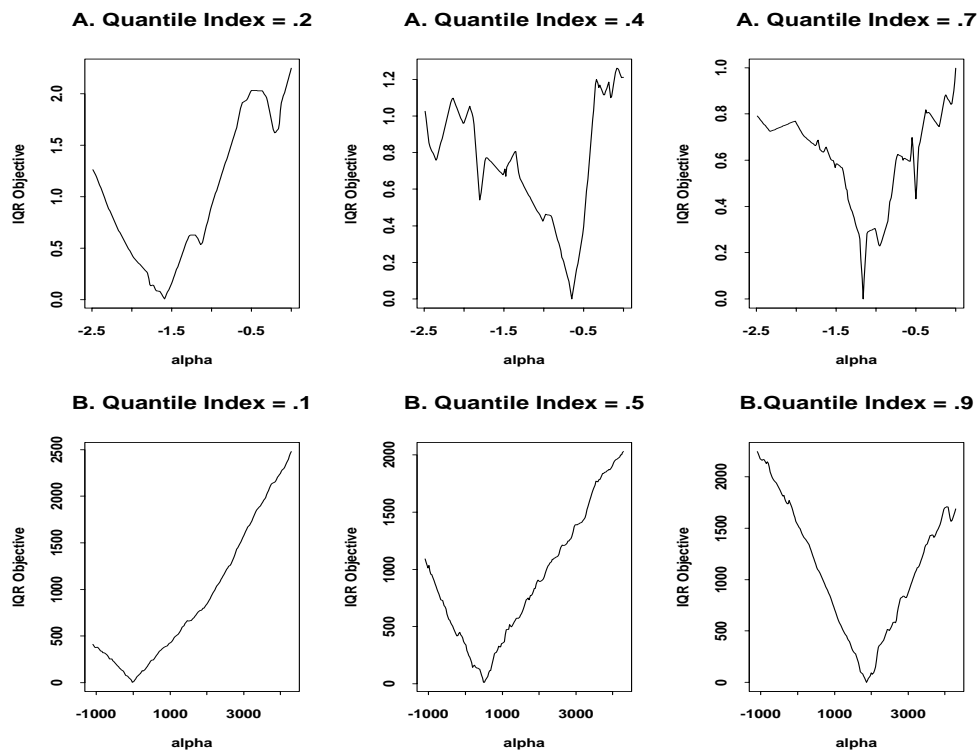 A. Quantile Index = .2
IQR Objective
0.0 0.5 1.0 1.5 2.0
-2.5 -1.5 -0.5
alpha
A. Quantile Index = .4
IQR Objective
0.0 0.2 0.4 0.6 0.8 1.0 1.2
-2.5 -1.5 -0.5
alpha
A. Quantile Index = .7
IQR Objective
0.0 0.2 0.4 0.6 0.8 1.0
-2.5 -1.5 -0.5
alpha
B. Quantile Index = .1
IQR Objective
0 500 1000 1500 2000 2500
-1000 1000 3000
alpha
B. Quantile Index = .5
IQR Objective
0 500 1000 1500 2000
-1000 1000 3000
alpha
B.Quantile Index = .9
IQR Objective
0 500 1000 1500 2000
-1000 1000 3000
alpha